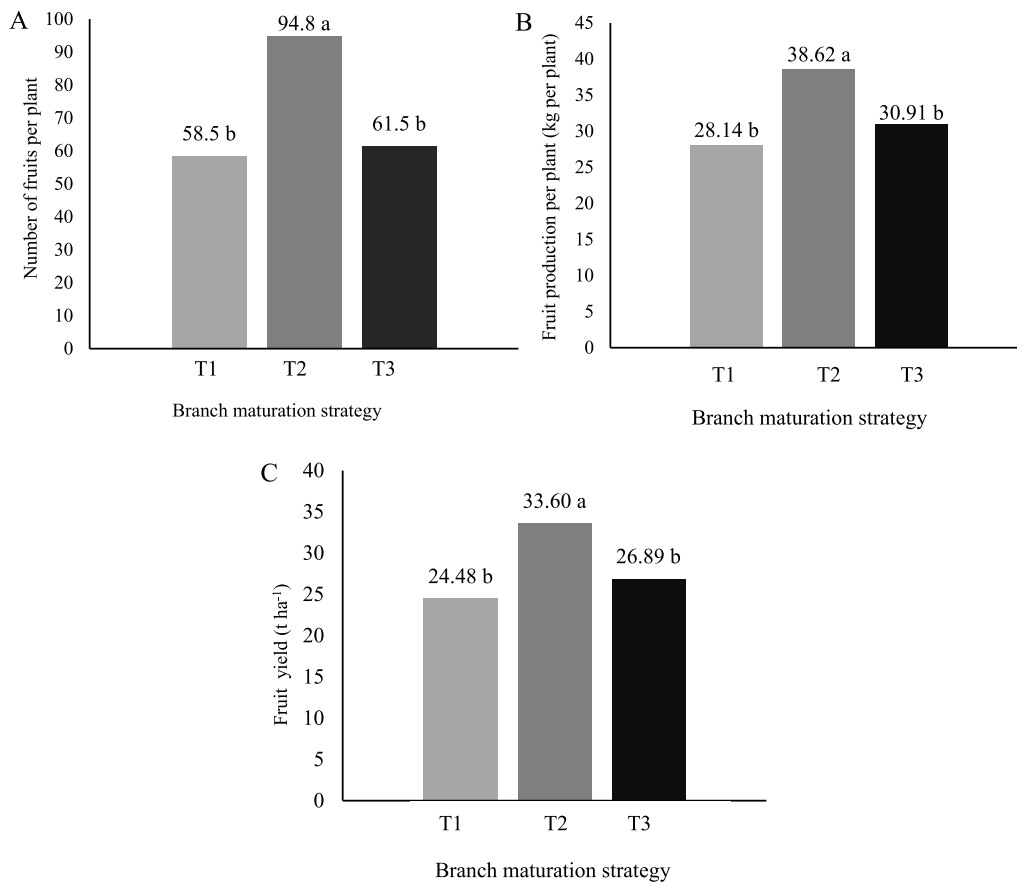 A
Number of fruits per plant
100
90
80
70
60
50
40
30
20
10
0
58.5 b
94.8 a
61.5 b
T1 T2 T3
Branch maturation strategy
B
Fruit production per plant (kg per plant)
45
40
35
30
25
20
15
10
5
0
28.14 b
38.62 a
30.91 b
T1 T2 T3
Branch maturation strategy
C
Fruit yield (t ha⁻¹)
40
35
30
25
20
15
10
5
0
24.48 b
33.60 a
26.89 b
T1 T2 T3
Branch maturation strategy